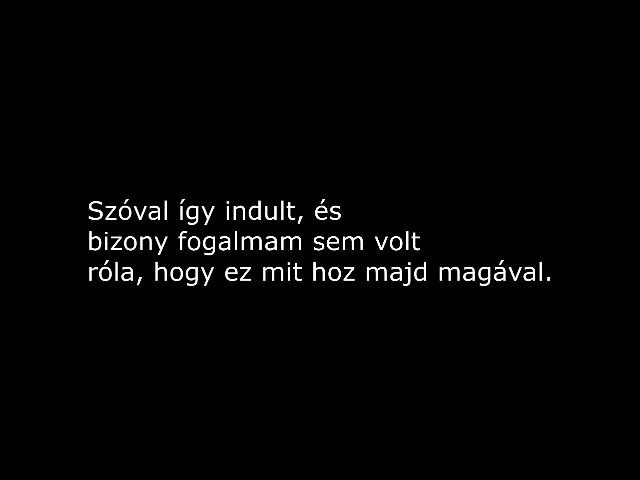 Szóval így indult, és
bizony fogalmam sem volt
róla, hogy ez mit hoz majd magával.